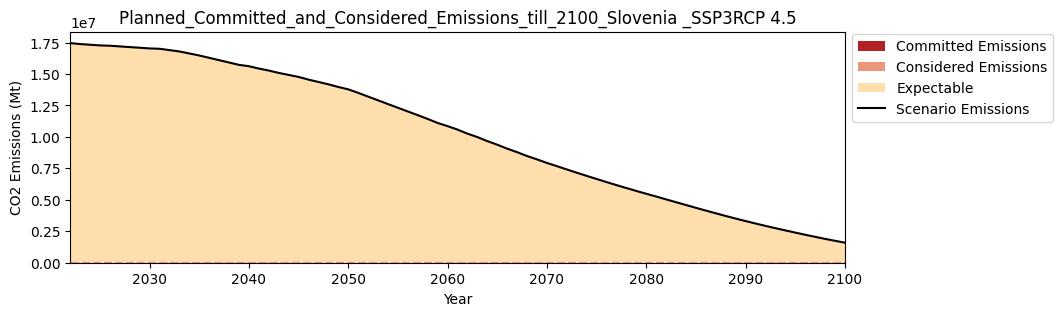 Planned_Committed_and_Considered_Emissions_till_2100_Slovenia _SSP3RCP 4.5
1e7
1.75
1.50
1.25
1.00
0.75
0.50
0.25
0.00
CO2 Emissions (Mt)
2030 2040 2050 2060 2070 2080 2090 2100
Year
Committed Emissions
Considered Emissions
Expectable
Scenario Emissions